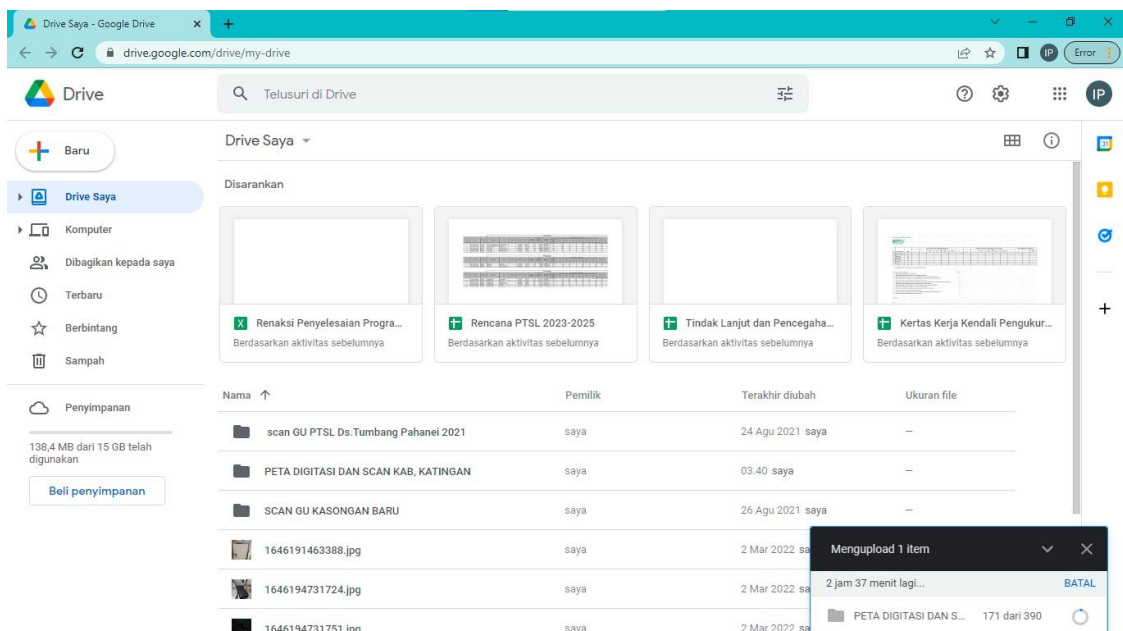 Drive Saya - Google Drive
drive.google.com/drive/my-drive
IP
Error
Drive
Telusuri di Drive
IP
Baru
Drive Saya
31
Disarankan
Drive Saya
Komputer
Dibagikan kepada saya
Terbaru
Berbintang
Sampah
Penyimpanan
138,4 MB dari 15 GB telah
digunakan
Beli penyimpanan
X Renaksi Penyelesaian Progra...
Berdasarkan aktivitas sebelumnya
Rencana PTSL 2023-2025
Berdasarkan aktivitas sebelumnya
Tindak Lanjut dan Pencegaha...
Berdasarkan aktivitas sebelumnya
Kertas Kerja Kendali Pengukur...
Berdasarkan aktivitas sebelumnya
Nama Pemilik Terakhir diubah Ukuran file
scan GU PTSL Ds.Tumbang Pahanei 2021 saya 24 Agu 2021 saya —
PETA DIGITASI DAN SCAN KAB, KATINGAN saya 03.40 saya —
SCAN GU KASONGAN BARU saya 26 Agu 2021 saya —
1646191463388.jpg saya 2 Mar 2022 sa
1646194731724.jpg saya 2 Mar 2022 sa
1646194731751.jpg saya 2 Mar 2022 sa
Mengupload 1 item
2 jam 37 menit lagi... BATAL
PETA DIGITASI DAN S... 171 dari 390